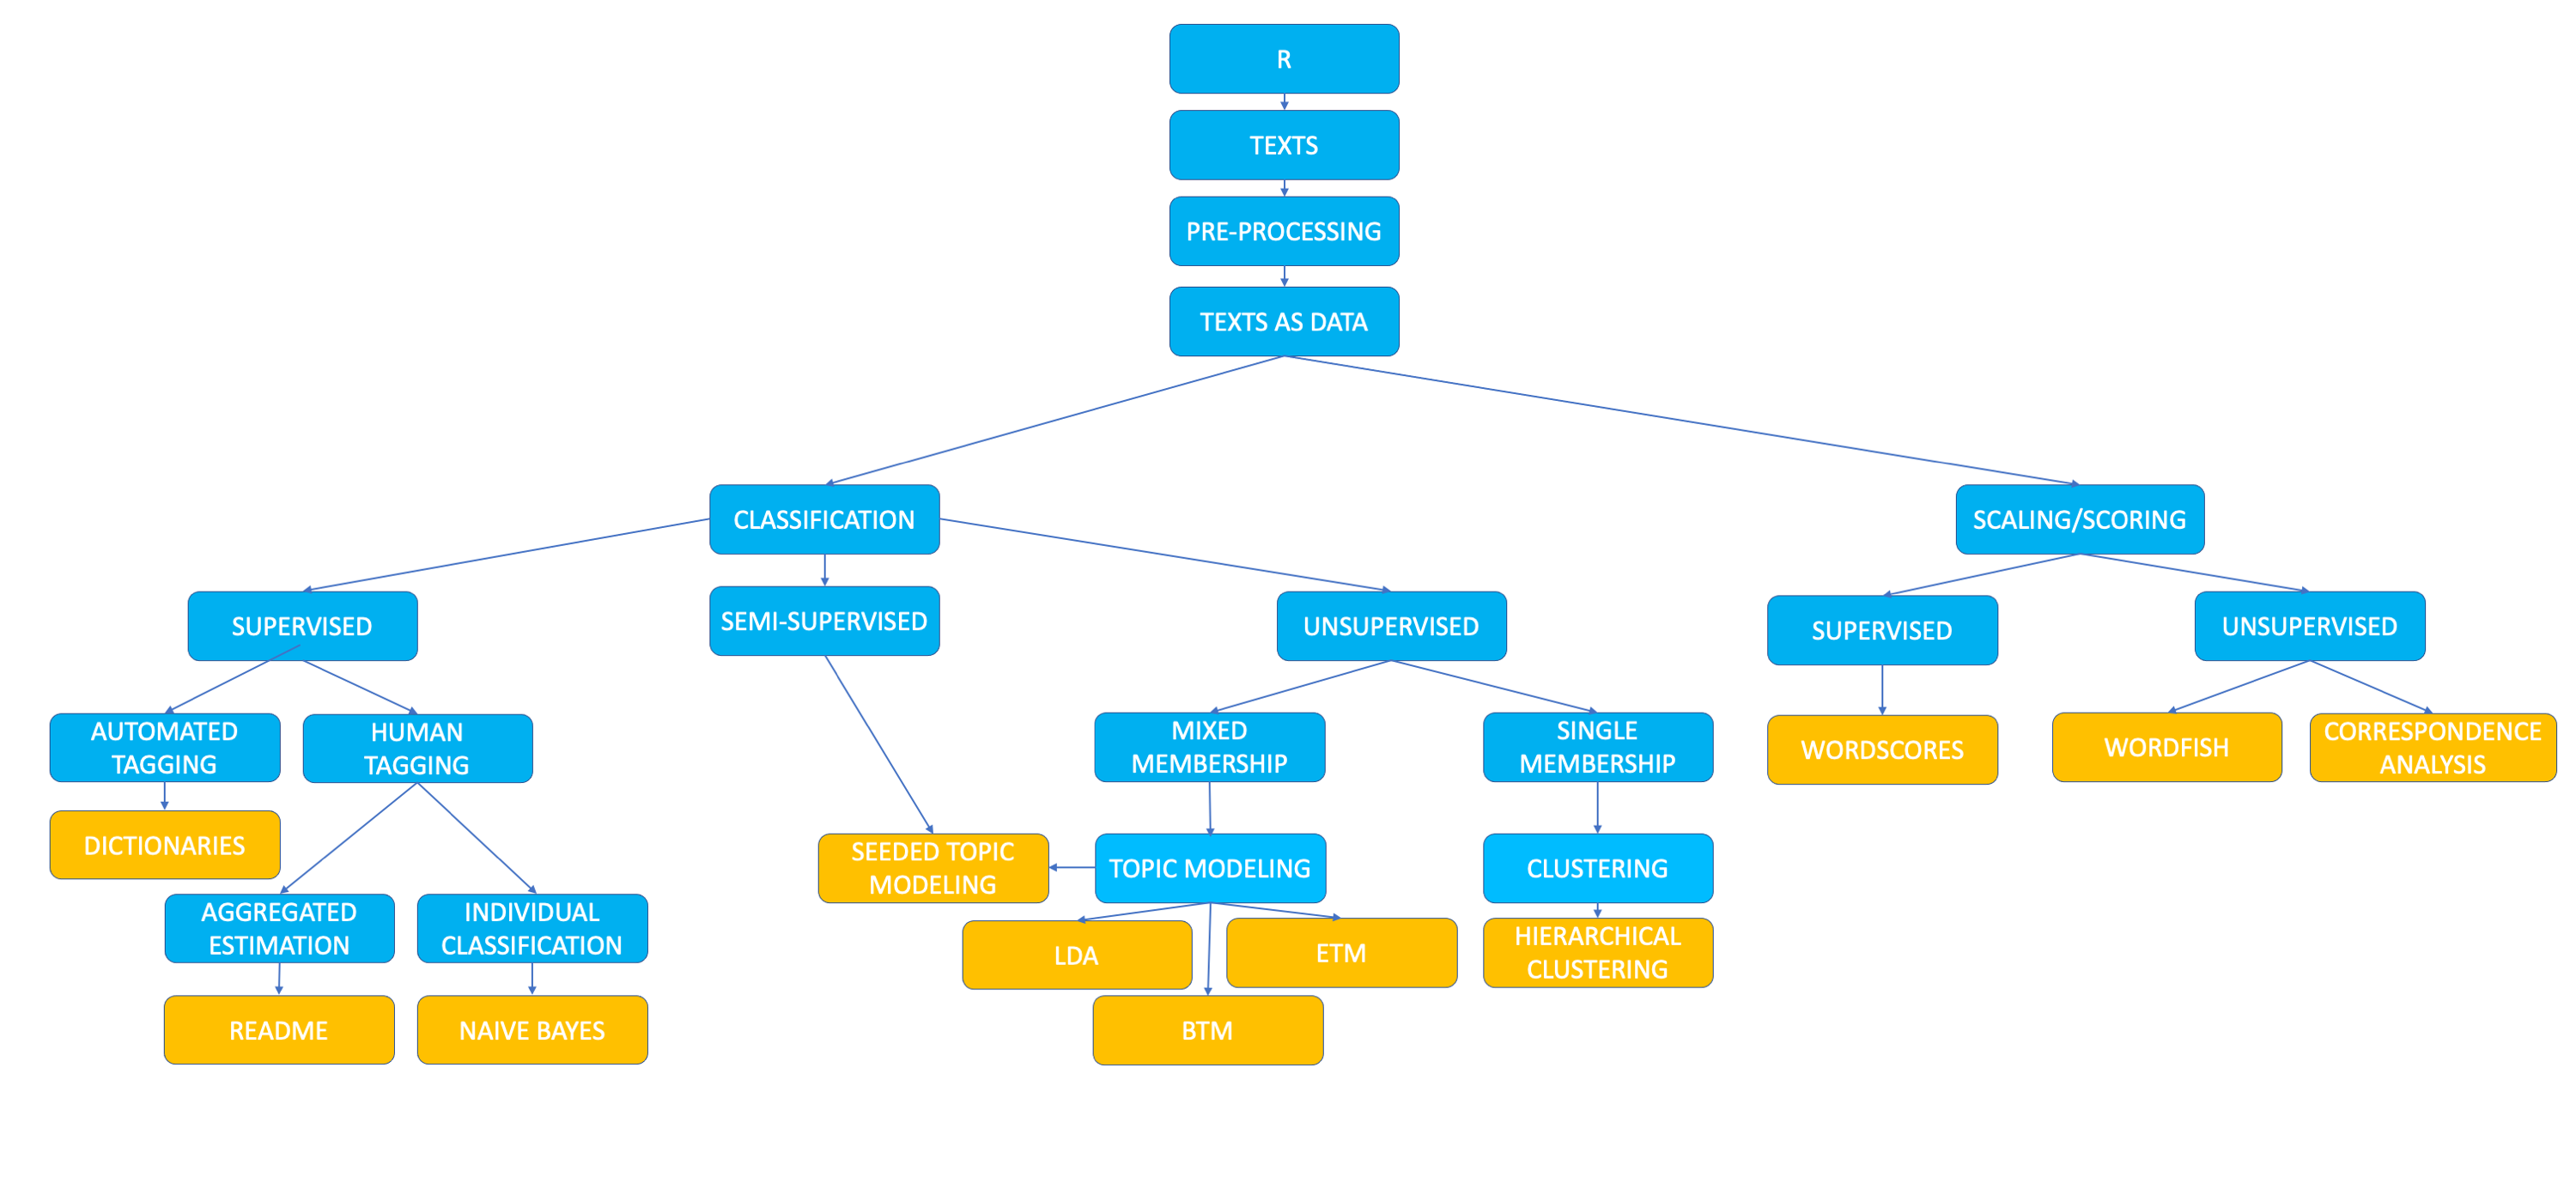 R
TEXTS
PRE-PROCESSING
TEXTS AS DATA
CLASSIFICATION
SCALING/SCORING
SUPERVISED
SEMI-SUPERVISED
UNSUPERVISED
SUPERVISED
UNSUPERVISED
AUTOMATED
TAGGING
HUMAN
TAGGING
MIXED
MEMBERSHIP
SINGLE
MEMBERSHIP
WORDSCORES
WORDFISH
CORRESPONDENCE
ANALYSIS
DICTIONARIES
SEEDED TOPIC
MODELING
TOPIC MODELING
CLUSTERING
AGGREGATED
ESTIMATION
INDIVIDUAL
CLASSIFICATION
LDA
ETM
HIERARCHICAL
CLUSTERING
README
NAIVE BAYES
BTM